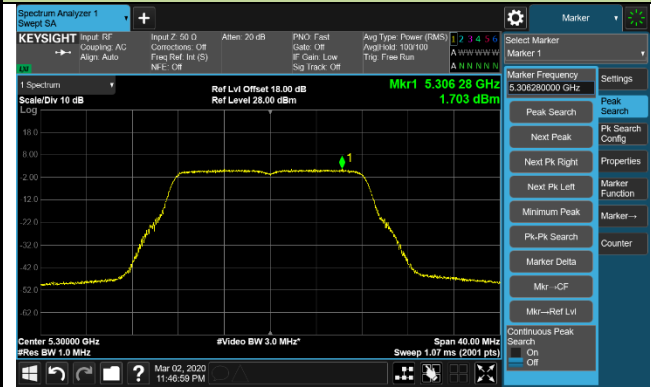 Spectrum Analyzer 1
Swept SA
+
Marker
KEYSIGHT Input: RF Input Z: 50 Ω Atten: 20 dB PNO: Fast Avg Type: Power (RMS) 1 2 3 4 5 6
Coupling: AC Corrections: Off Gate: Off Avg|Hold: 100/100 A W W W W W
Align: Auto Freq Ref: Int (S) IF Gain: Low Trig: Free Run
NFE: Off Sig Track: Off A N N N N N
Select Marker
Marker 1
1 Spectrum
Ref Lvl Offset 18.00 dB
Mkr1 5.306 28 GHz
Scale/Div 10 dB
Ref Level 28.00 dBm
1.703 dBm
Log
18.0
8.00
-2.00
-12.0
-22.0
-32.0
-42.0
-52.0
-62.0
1
Center 5.30000 GHz
#Video BW 3.0 MHz*
Span 40.00 MHz
#Res BW 1.0 MHz
Sweep 1.07 ms (2001 pts)
Marker Frequency
5.306280000 GHz
Peak Search
Next Peak
Next Pk Right
Next Pk Left
Minimum Peak
Pk-Pk Search
Marker Delta
Mkr→CF
Mkr→Ref Lvl
Continuous Peak
Search
On
Off
Settings
Peak
Search
Pk Search
Config
Properties
Marker
Function
Marker→
Counter
?
Mar 02, 2020
11:46:59 PM